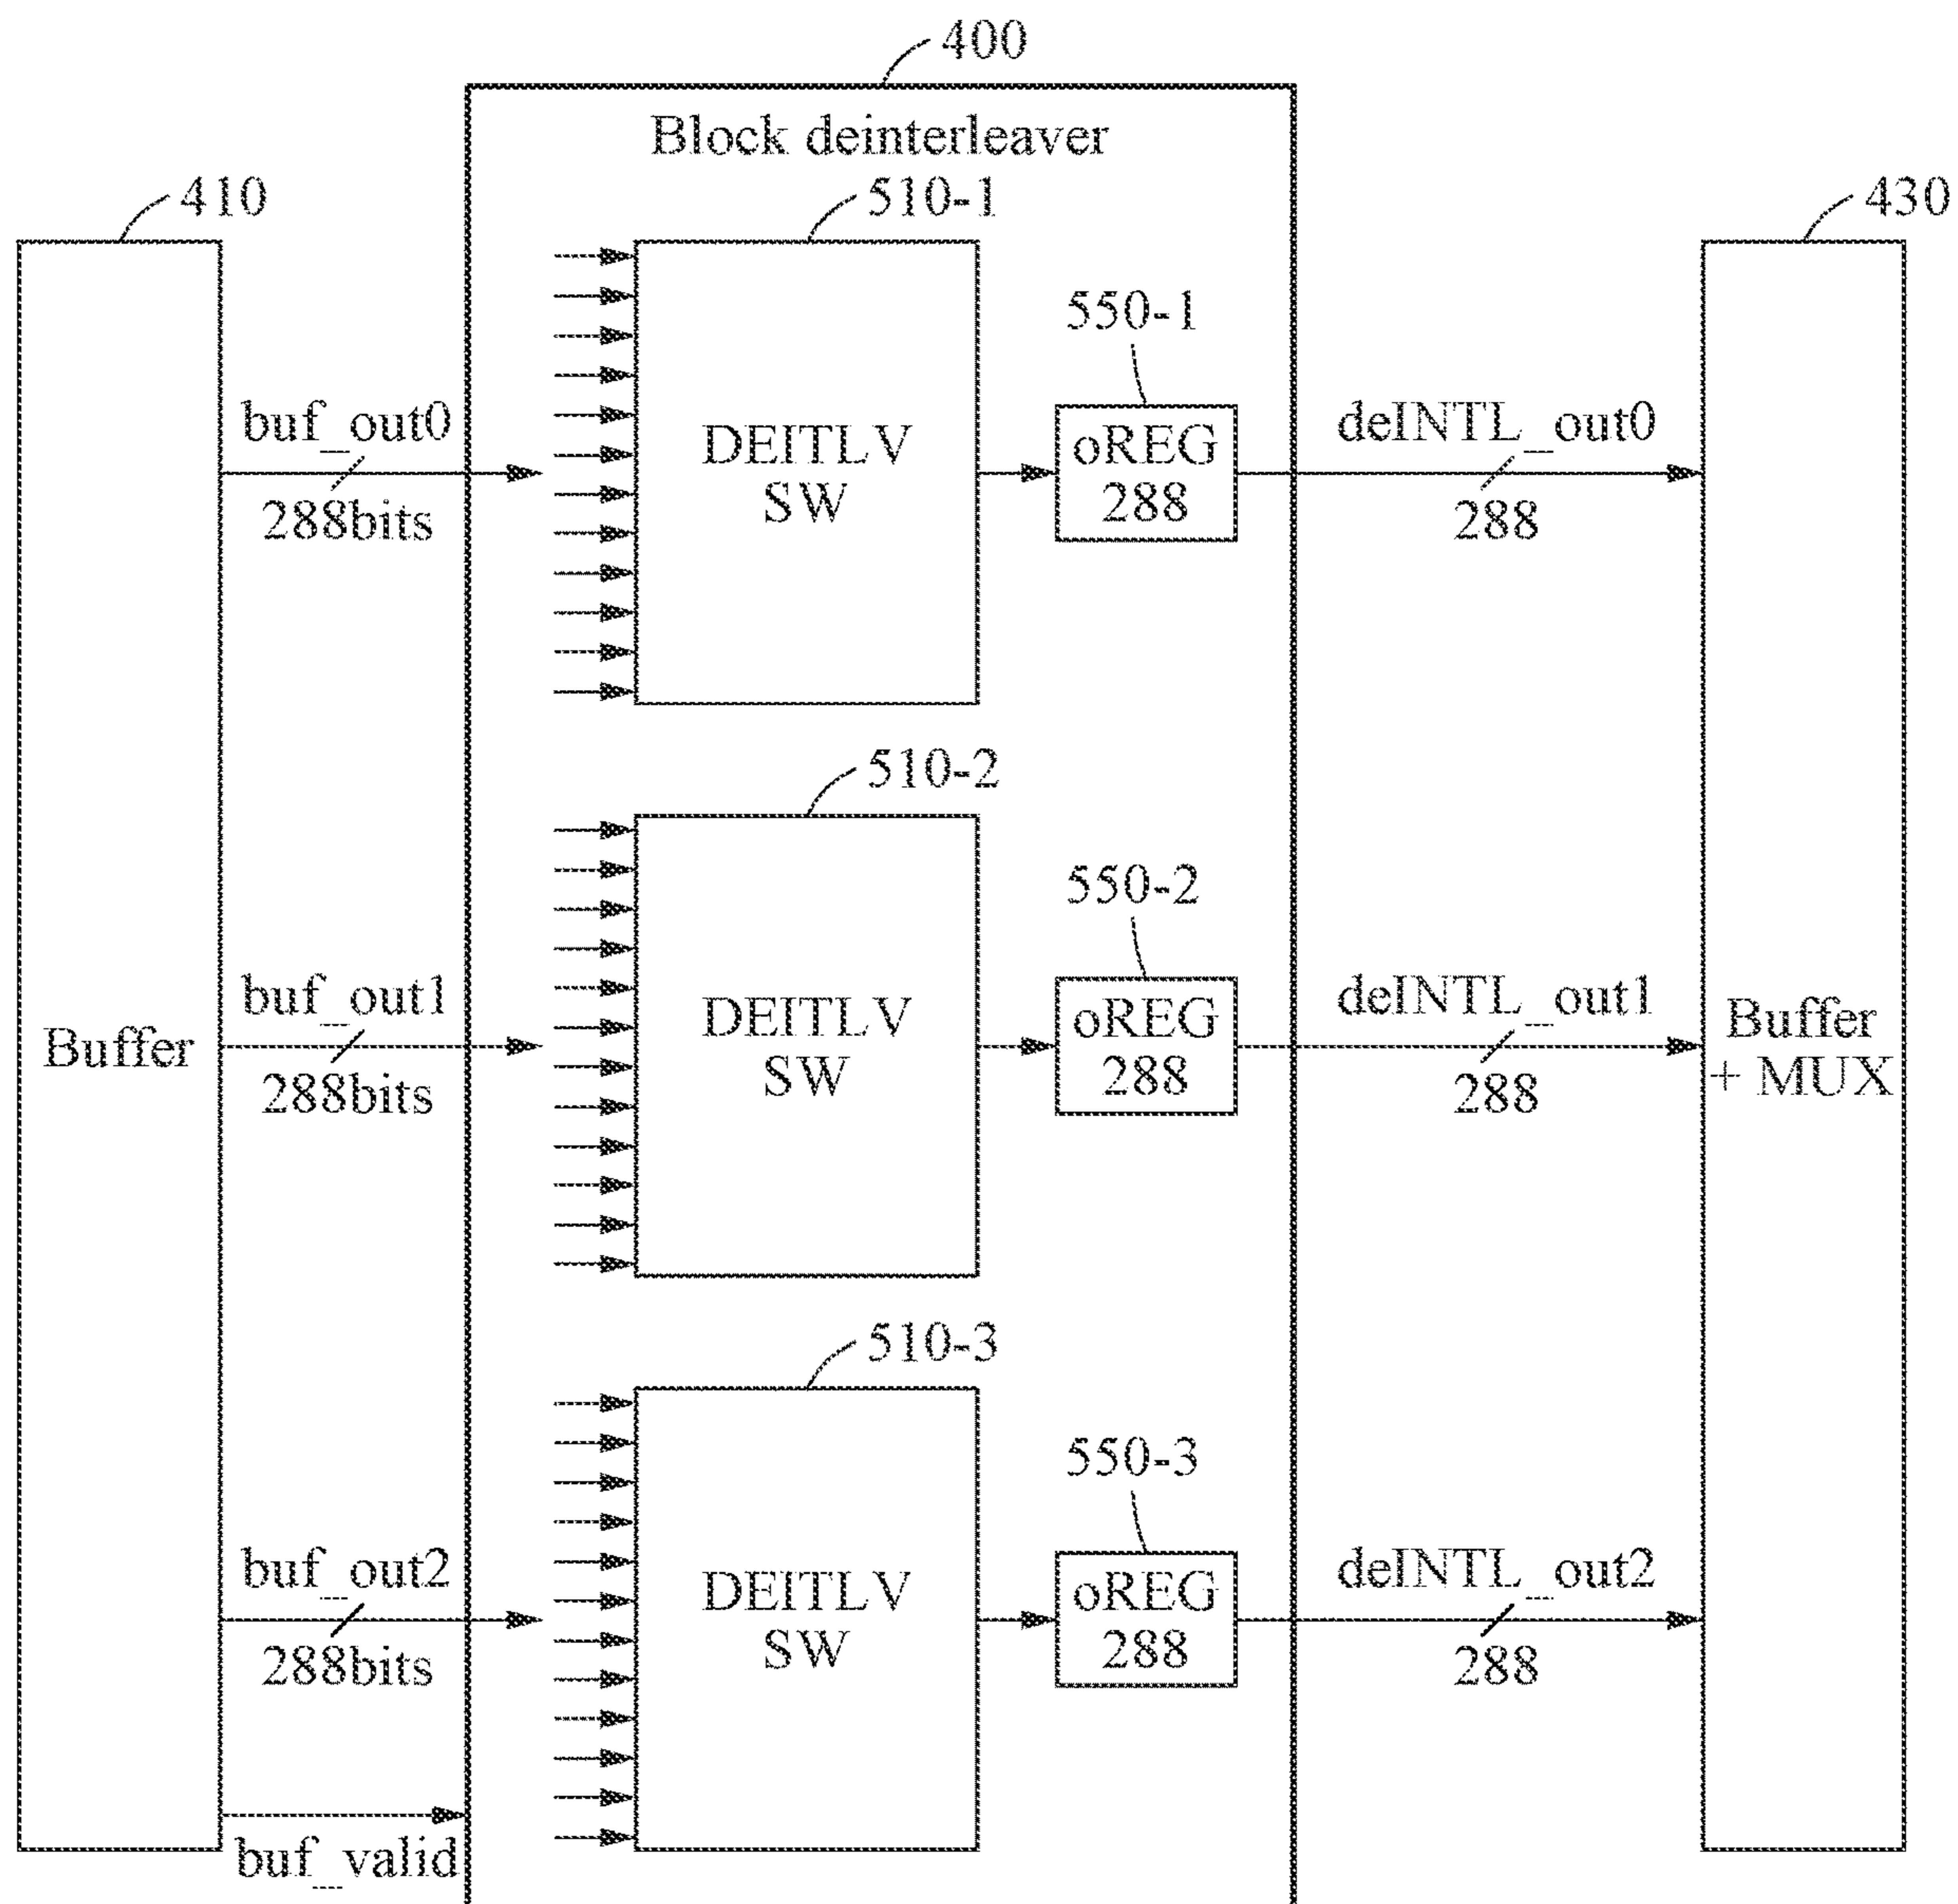 400
Block deinterleaver
410
510-1
430
550-1
buf_out0
288bits
DEITLV
SW
oREG
288
deINTL_out0
288
510-2
550-2
Buffer
buf_out1
288bits
DEITLV
SW
oREG
288
deINTL_out1
288
Buffer
+ MUX
510-3
550-3
buf_out2
288bits
DEITLV
SW
oREG
288
deINTL_out2
288
buf_valid